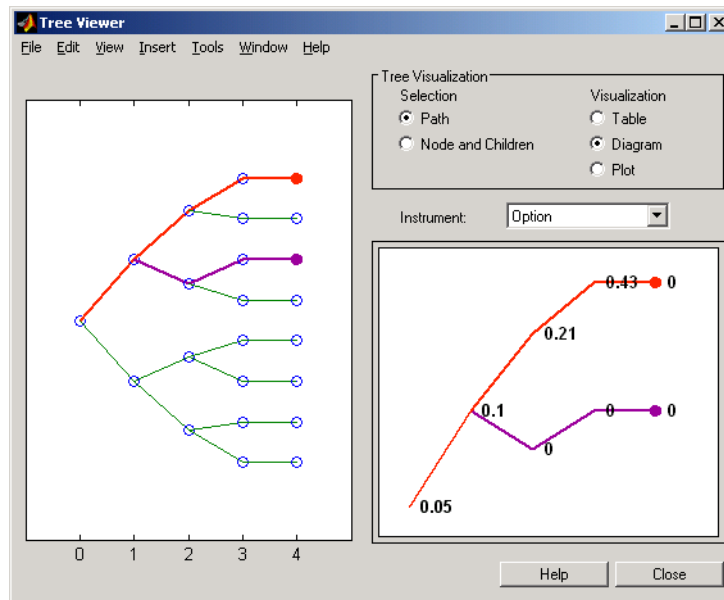 Tree Viewer
File Edit View Insert Tools Window Help
Tree Visualization
Selection
Visualization
Path
Table
Node and Children
Diagram
Plot
Instrument:
Option
0.43
0
0.21
0.1
0
0
0
0.05
0 1 2 3 4
Help
Close